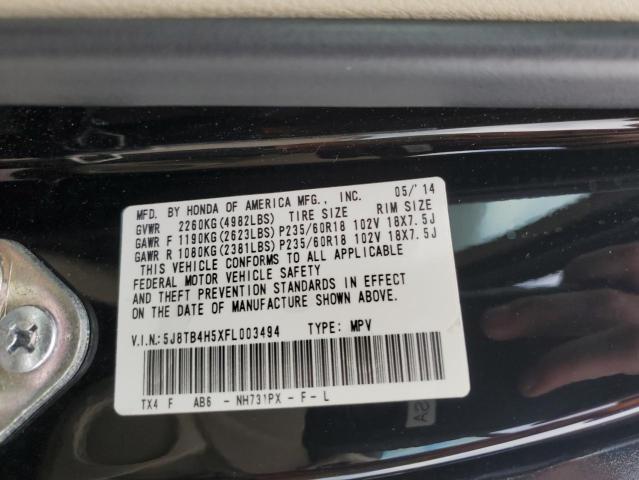 MFD. BY HONDA OF AMERICA MFG., INC. 05/'14
GVWR 2260KG(4982LBS) TIRE SIZE RIM SIZE
GAWR F 1190KG(2623LBS)P235/60R18 102V 18X7.5J
GAWR R 1080KG(2381LBS)P235/60R18 102V 18X7.5J
THIS VEHICLE CONFORMS TO ALL APPLICABLE
FEDERAL MOTOR VEHICLE SAFETY
AND THEFT PREVENTION STANDARDS IN EFFECT
ON THE DATE OF MANUFACTURE SHOWN ABOVE.
V.I.N.:5J8TB4H5XFL003494 TYPE: MPV
TX4 F AB6 - NH731PX - F - L